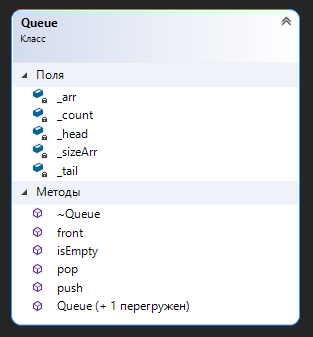 Queue
Класс
Поля
_arr
_count
_head
_sizeArr
_tail
Методы
~Queue
front
isEmpty
pop
push
Queue (+ 1 перегружен)